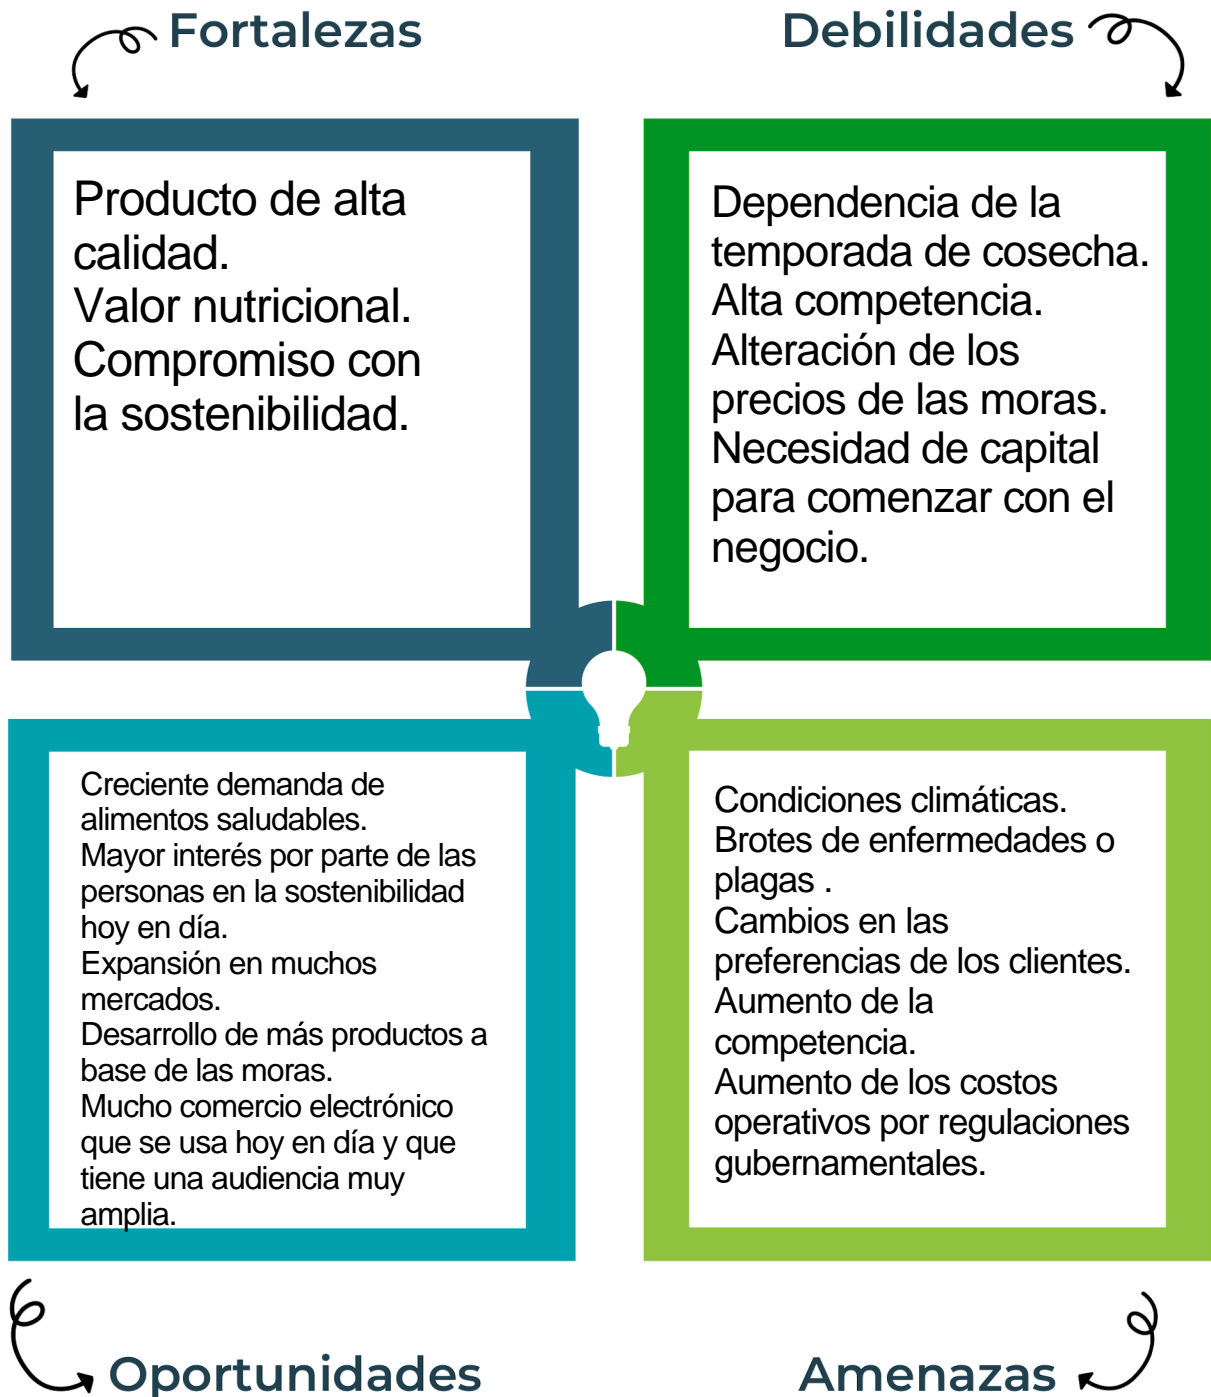 Fortalezas
Producto de alta
calidad.
Valor nutricional.
Compromiso con
la sostenibilidad.
Debilidades
Dependencia de la
temporada de cosecha.
Alta competencia.
Alteración de los
precios de las moras.
Necesidad de capital
para comenzar con el
negocio.
Creciente demanda de
alimentos saludables.
Mayor interés por parte de las
personas en la sostenibilidad
hoy en día.
Expansión en muchos
mercados.
Desarrollo de más productos a
base de las moras.
Mucho comercio electrónico
que se usa hoy en día y que
tiene una audiencia muy
amplia.
Oportunidades
Condiciones climáticas.
Brotes de enfermedades o
plagas .
Cambios en las
preferencias de los clientes.
Aumento de la
competencia.
Aumento de los costos
operativos por regulaciones
gubernamentales.
Amenazas